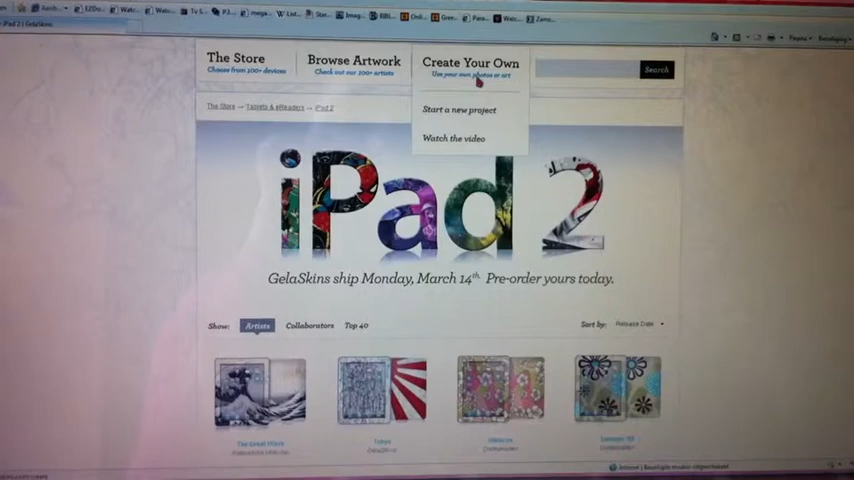 iPad 2 | GelaSkins
The Store
Choose from 100+ devices
Browse Artwork
Check out our 100+ artists
Create Your Own
Use your own photos or art
Search
Start a new project
Watch the video
The Store → Tablets & eReaders → iPad 2
iPad 2
GelaSkins ship Monday, March 14th. Pre-order yours today.
Show: Artists Collaborators Top 40
Sort by: Release Date
The Great Wave
Tokyo
GelaSkins
Hibiscus